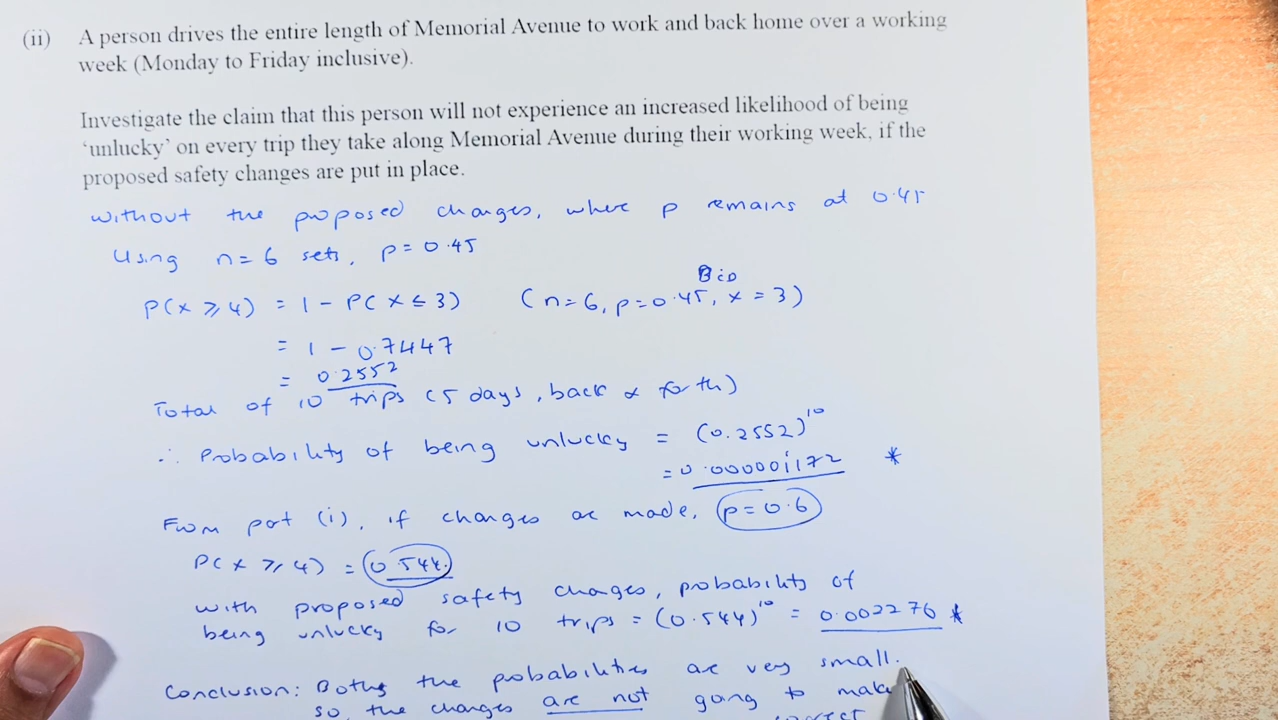 (ii) A person drives the entire length of Memorial Avenue to work and back home over a working
week (Monday to Friday inclusive).
Investigate the claim that this person will not experience an increased likelihood of being
'unlucky' on every trip they take along Memorial Avenue during their working week, if the
proposed safety changes are put in place.
without the proposed changes, where p remains at 0.45
Using n=6 sets, p=0.45
Bin
P(x ≥ 4) = 1 - P(x ≤ 3) (n=6, p=0.45, x=3)
= 1 - 0.7447
= 0.2552
Total of 10 trips (5 days, back & forth)
∴ Probability of being unlucky = (0.2552)¹⁰
= 0.000001172 *
From part (i), if changes are made, p=0.6
P(x ≥ 4) = 0.544.
with proposed safety changes, probability of
being unlucky for 10 trips = (0.544)¹⁰ = 0.002276 *
Conclusion: Both the probabilities are very small.
so the changes are not going to make